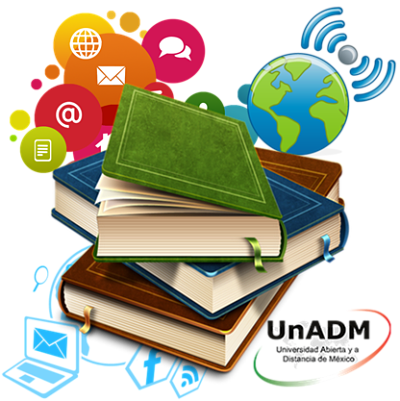 @
UnADM
Universidad Abierta y a
Distancia de México